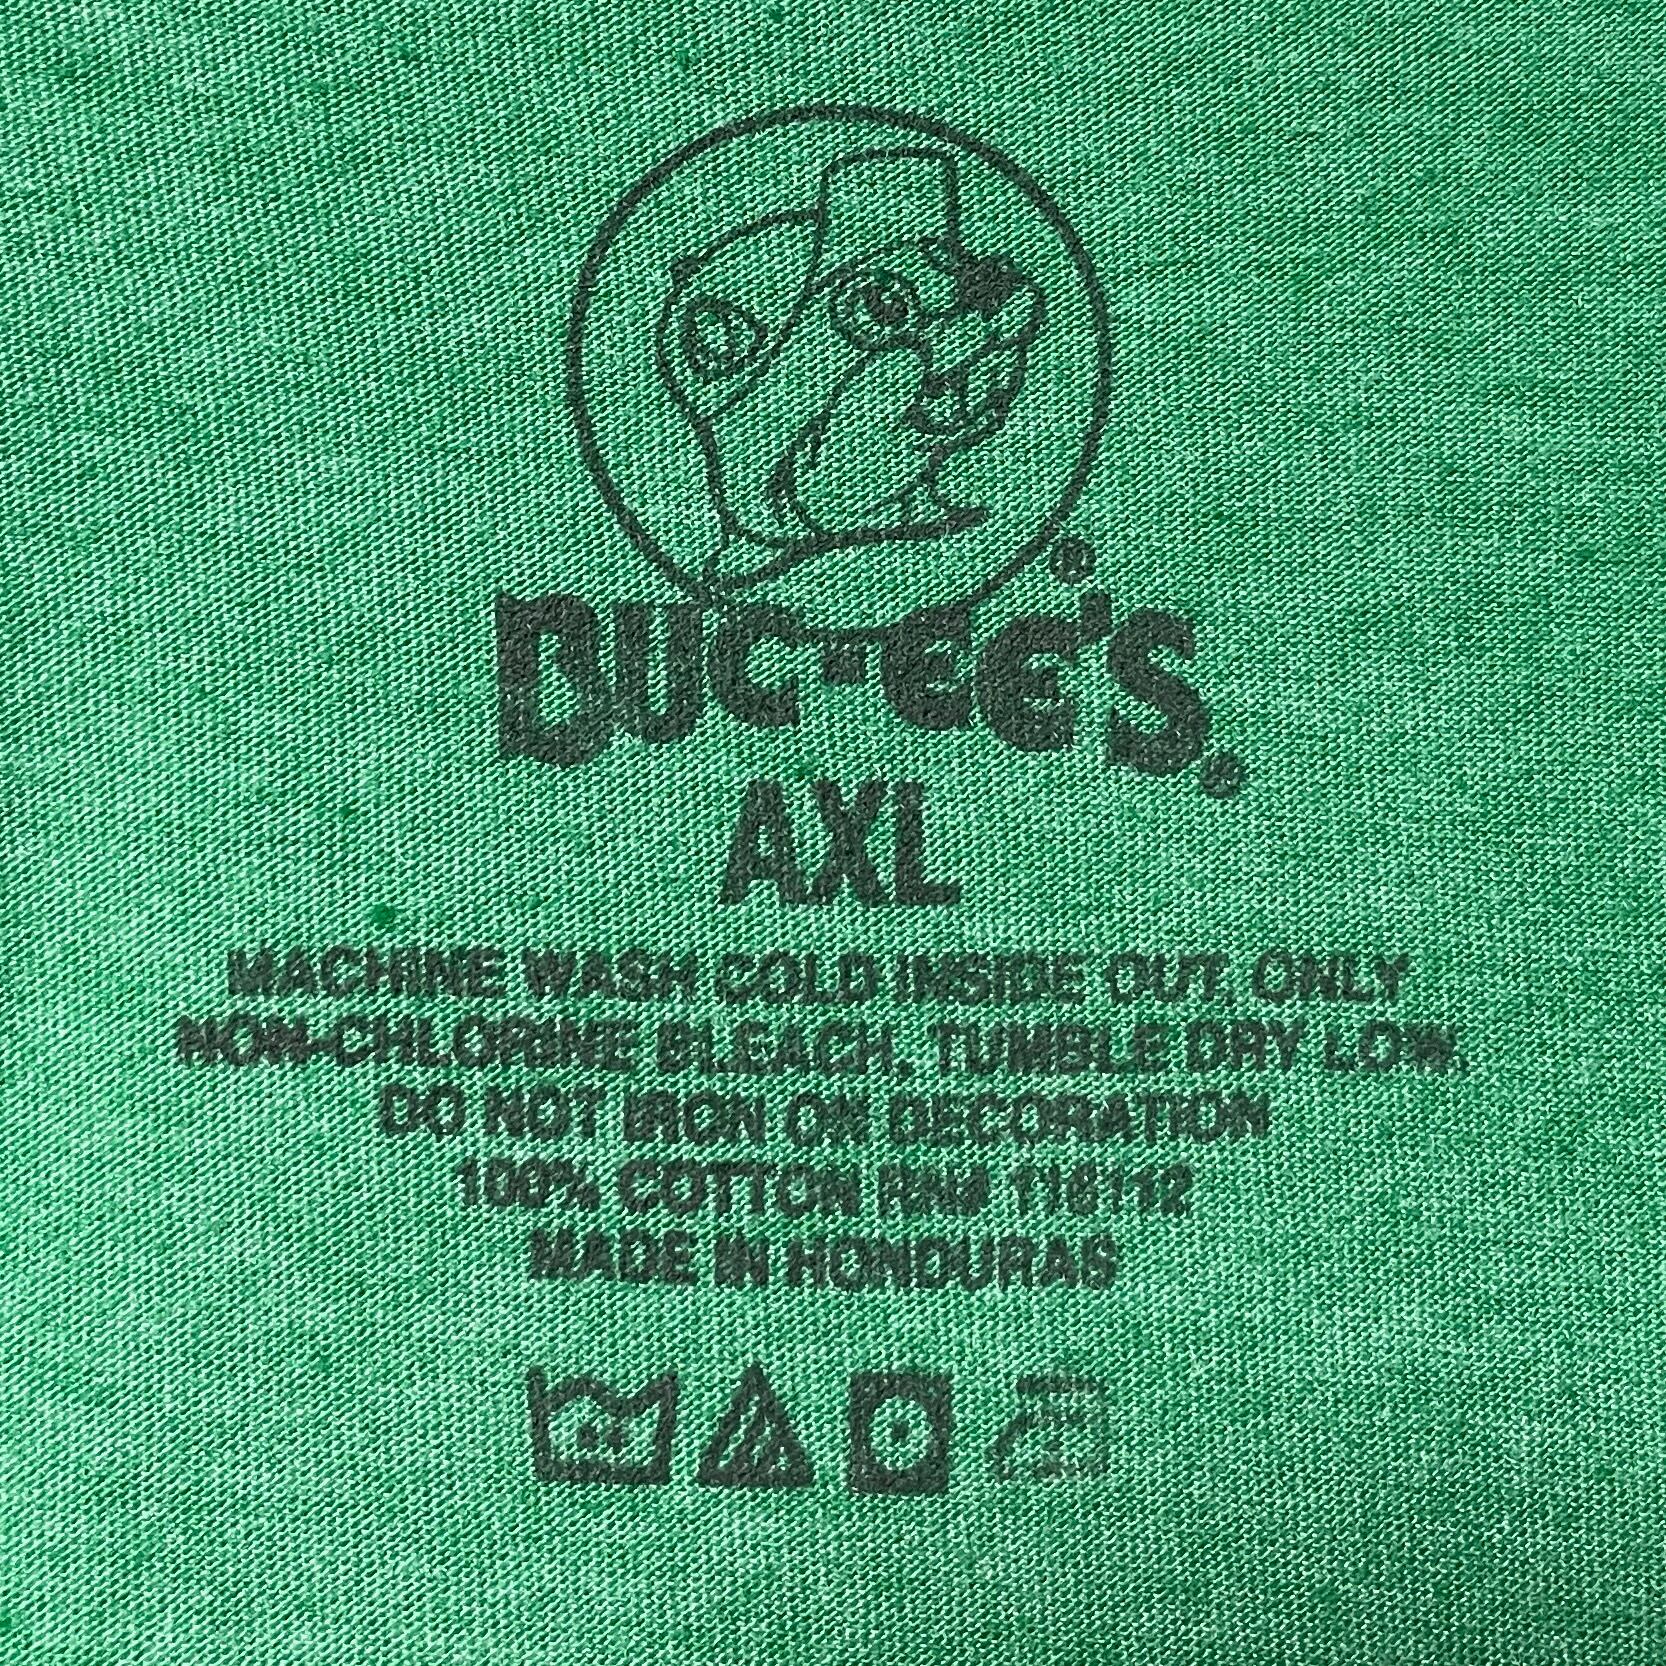 ®
BUC-EE'S®
AXL
MACHINE WASH COLD INSIDE OUT, ONLY
NON-CHLORINE BLEACH, TUMBLE DRY LOW.
DO NOT IRON ON DECORATION
100% COTTON RN# 116112
MADE IN HONDURAS